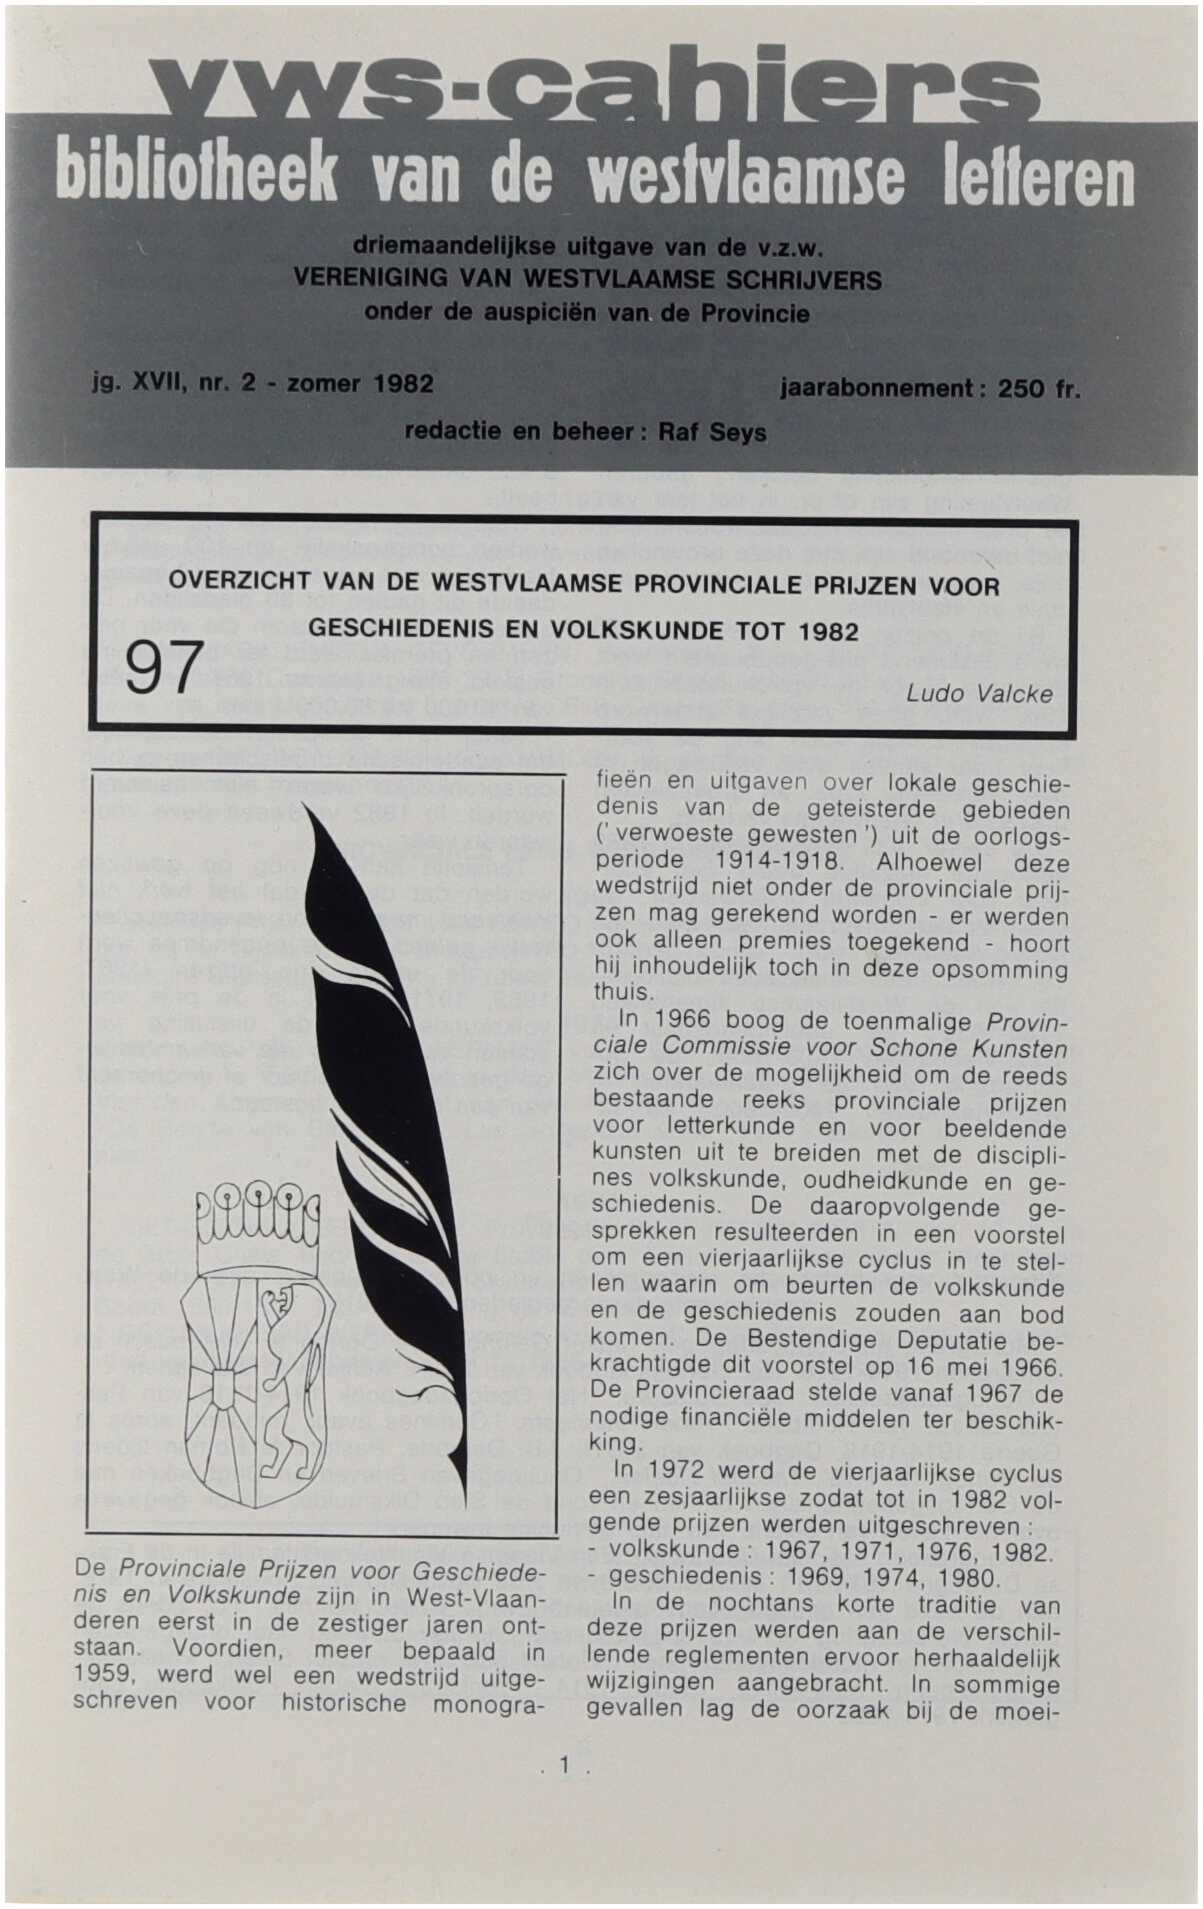 vws-cahiers
bibliotheek van de westvlaamse letteren
driemaandelijkse uitgave van de v.z.w.
VERENIGING VAN WESTVLAAMSE SCHRIJVERS
onder de auspiciën van de Provincie
jg. XVII, nr. 2 - zomer 1982
jaarabonnement : 250 fr.
redactie en beheer : Raf Seys
OVERZICHT VAN DE WESTVLAAMSE PROVINCIALE PRIJZEN VOOR
GESCHIEDENIS EN VOLKSKUNDE TOT 1982
97
Ludo Valcke
De Provinciale Prijzen voor Geschiede-
nis en Volkskunde zijn in West-Vlaan-
deren eerst in de zestiger jaren ont-
staan. Voordien, meer bepaald in
1959, werd wel een wedstrijd uitge-
schreven voor historische monogra-
fieën en uitgaven over lokale geschie-
denis van de geteisterde gebieden
(' verwoeste gewesten ') uit de oorlogs-
periode 1914-1918. Alhoewel deze
wedstrijd niet onder de provinciale prij-
zen mag gerekend worden - er werden
ook alleen premies toegekend - hoort
hij inhoudelijk toch in deze opsomming
thuis.
In 1966 boog de toenmalige Provin-
ciale Commissie voor Schone Kunsten
zich over de mogelijkheid om de reeds
bestaande reeks provinciale prijzen
voor letterkunde en voor beeldende
kunsten uit te breiden met de discipli-
nes volkskunde, oudheidkunde en ge-
schiedenis. De daaropvolgende ge-
sprekken resulteerden in een voorstel
om een vierjaarlijkse cyclus in te stel-
len waarin om beurten de volkskunde
en de geschiedenis zouden aan bod
komen. De Bestendige Deputatie be-
krachtigde dit voorstel op 16 mei 1966.
De Provincieraad stelde vanaf 1967 de
nodige financiële middelen ter beschik-
king.
In 1972 werd de vierjaarlijkse cyclus
een zesjaarlijkse zodat tot in 1982 vol-
gende prijzen werden uitgeschreven :
- volkskunde : 1967, 1971, 1976, 1982.
- geschiedenis : 1969, 1974, 1980.
In de nochtans korte traditie van
deze prijzen werden aan de verschil-
lende reglementen ervoor herhaaldelijk
wijzigingen aangebracht. In sommige
gevallen lag de oorzaak bij de moei-
. 1 .